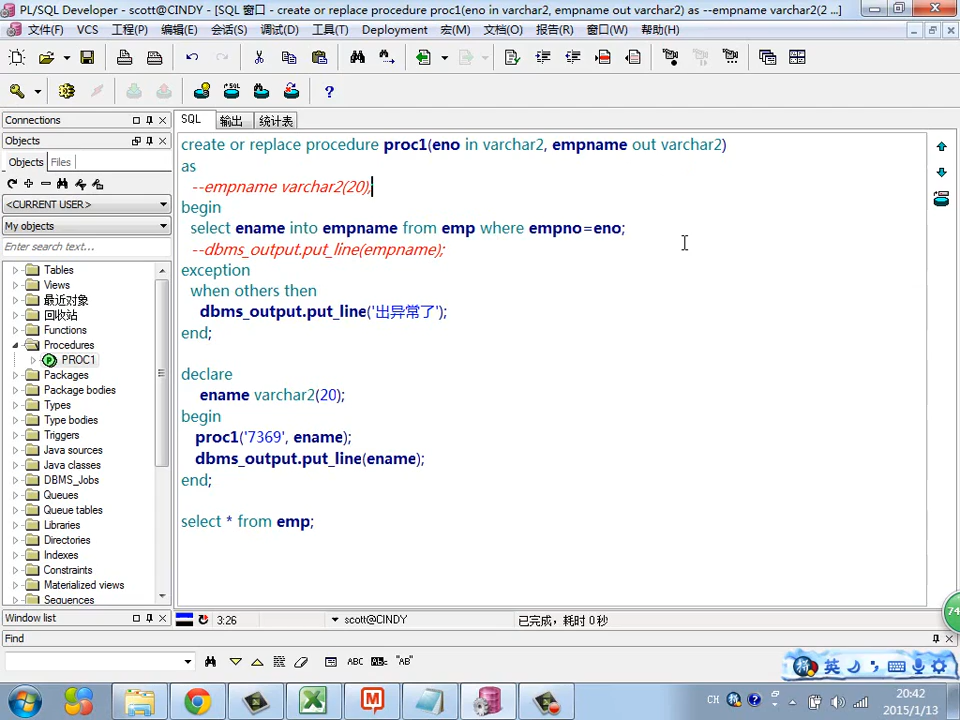 PL/SQL Developer - scott@CINDY - [SQL 窗口 - create or replace procedure proc1(eno in varchar2, empname out varchar2) as --empname varchar2(2 ...]
文件(F) VCS 工程(P) 编辑(E) 会话(S) 调试(D) 工具(T) Deployment 宏(M) 文档(O) 报告(R) 窗口(W) 帮助(H)
Connections
Objects
Objects Files
<CURRENT USER>
My objects
Enter search text...
Tables
Views
最近对象
回收站
Functions
Procedures
PROC1
Packages
Package bodies
Types
Type bodies
Triggers
Java sources
Java classes
DBMS_Jobs
Queues
Queue tables
Libraries
Directories
Indexes
Constraints
Materialized views
Sequences
Window list
SQL 输出 统计表
create or replace procedure proc1(eno in varchar2, empname out varchar2)
as
--empname varchar2(20);
begin
select ename into empname from emp where empno=eno;
--dbms_output.put_line(empname);
exception
when others then
dbms_output.put_line('出异常了');
end;
declare
ename varchar2(20);
begin
proc1('7369', ename);
dbms_output.put_line(ename);
end;
select * from emp;
3:26 scott@CINDY 已完成，耗时 0 秒
74
Find
ABC "AB"
英
CH 20:42
2015/1/13